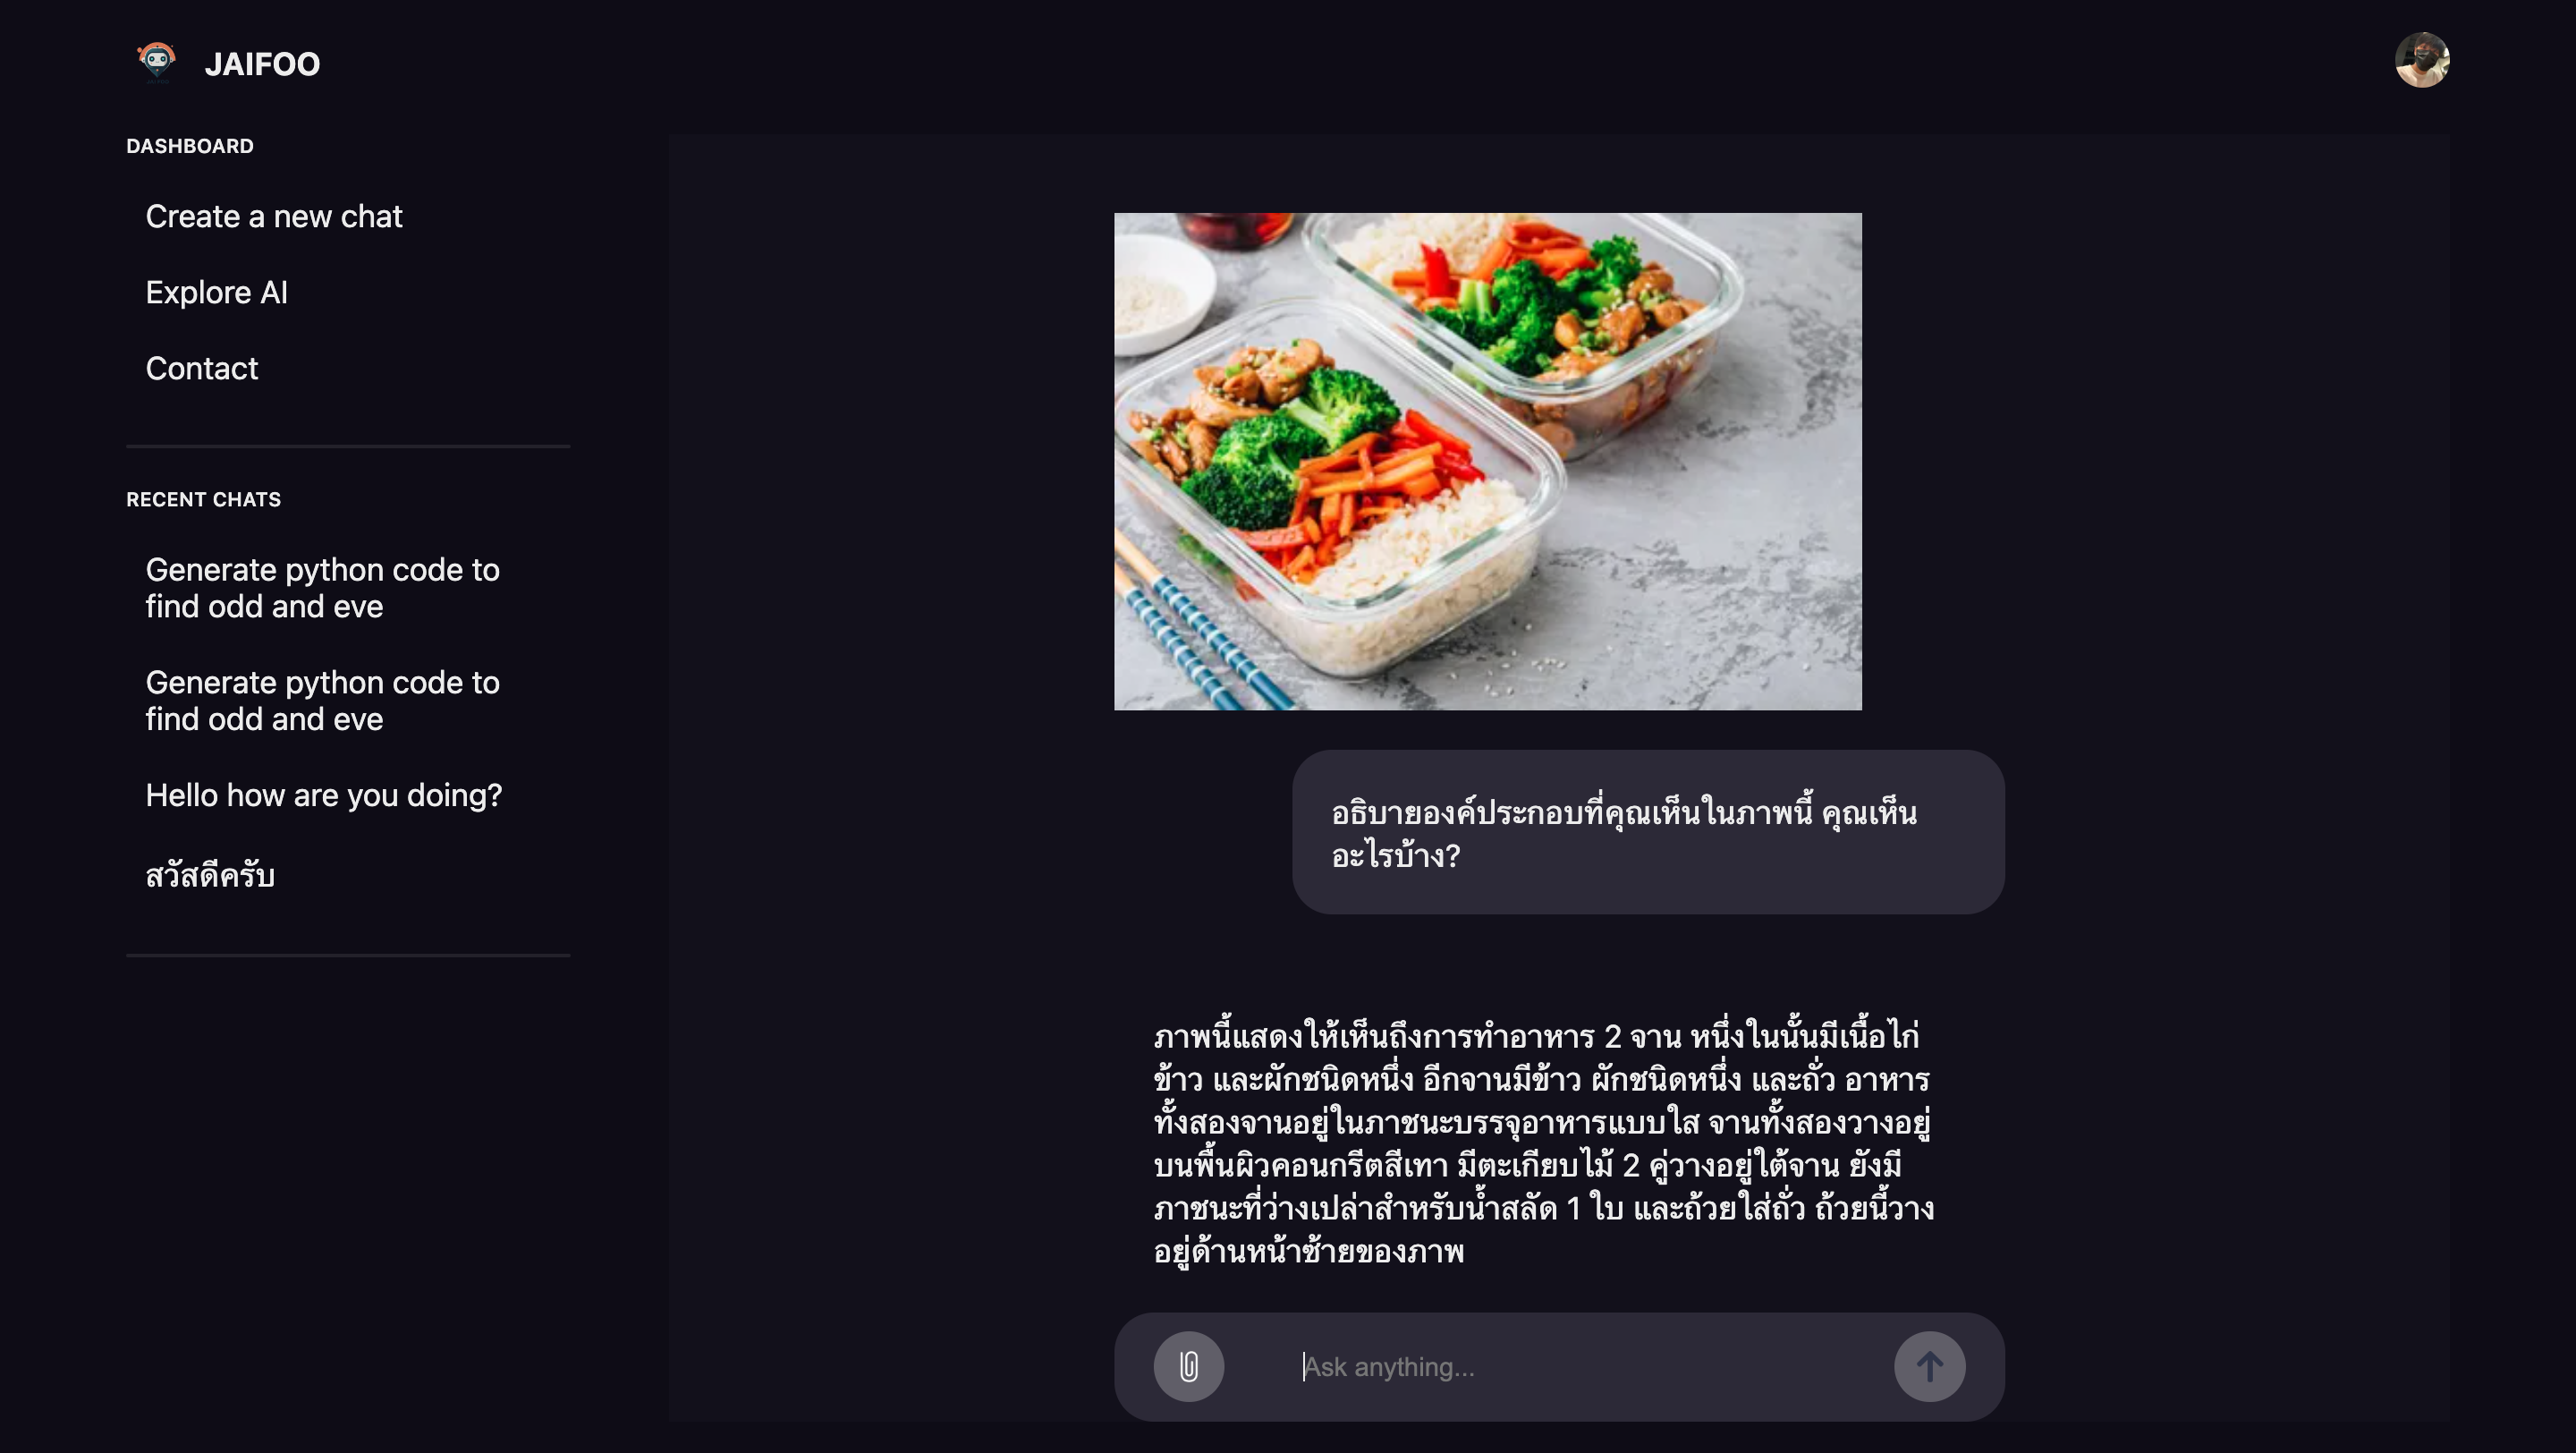 JAIFOO
DASHBOARD
Create a new chat
Explore AI
Contact
RECENT CHATS
Generate python code to
find odd and eve
Generate python code to
find odd and eve
Hello how are you doing?
สวัสดีครับ
อธิบายองค์ประกอบที่คุณเห็นในภาพนี้ คุณเห็น
อะไรบ้าง?
ภาพนี้แสดงให้เห็นถึงการทำอาหาร 2 จาน หนึ่งในนั้นมีเนื้อไก่
ข้าว และผักชนิดหนึ่ง อีกจานมีข้าว ผักชนิดหนึ่ง และถั่ว อาหาร
ทั้งสองจานอยู่ในภาชนะบรรจุอาหารแบบใส จานทั้งสองวางอยู่
บนพื้นผิวคอนกรีตสีเทา มีตะเกียบไม้ 2 คู่วางอยู่ใต้จาน ยังมี
ภาชนะที่ว่างเปล่าสำหรับน้ำสลัด 1 ใบ และถ้วยใส่ถั่ว ถ้วยนี้วาง
อยู่ด้านหน้าซ้ายของภาพ
Ask anything...